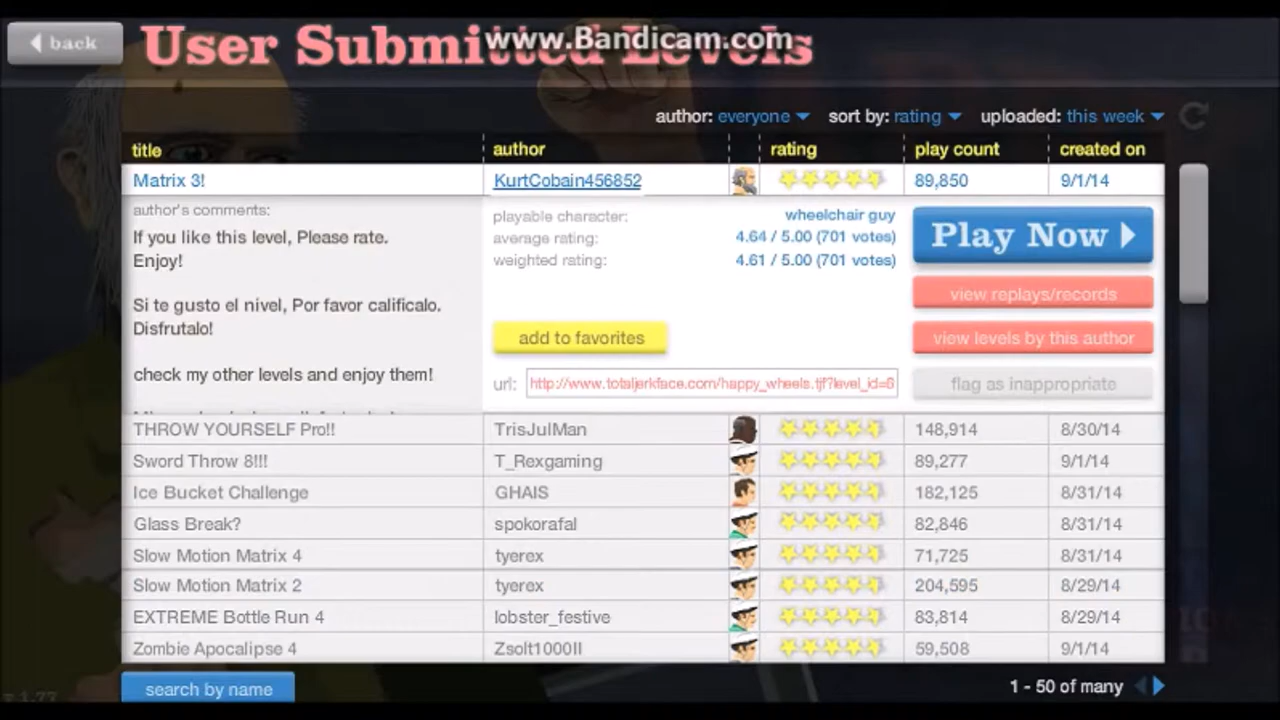 back
User Submitted Levels
www.Bandicam.com
author: everyone sort by: rating uploaded: this week
title author rating play count created on
Matrix 3! KurtCobain456852 89,850 9/1/14
author's comments:
If you like this level, Please rate.
Enjoy!
Si te gusto el nivel, Por favor calificalo.
Disfrutalo!
check my other levels and enjoy them!
playable character: wheelchair guy
average rating: 4.64 / 5.00 (701 votes)
weighted rating: 4.61 / 5.00 (701 votes)
add to favorites
url: http://www.totaljerkface.com/happy_wheels.tjf?level_id=6
Play Now
view replays/records
view levels by this author
flag as inappropriate
THROW YOURSELF Pro!! TrisJulMan 148,914 8/30/14
Sword Throw 8!!! T_Rexgaming 89,277 9/1/14
Ice Bucket Challenge GHAIS 182,125 8/31/14
Glass Break? spokorafal 82,846 8/31/14
Slow Motion Matrix 4 tyerex 71,725 8/31/14
Slow Motion Matrix 2 tyerex 204,595 8/29/14
EXTREME Bottle Run 4 lobster_festive 83,814 8/29/14
Zombie Apocalipse 4 Zsolt1000II 59,508 9/1/14
search by name
1 - 50 of many
1.77